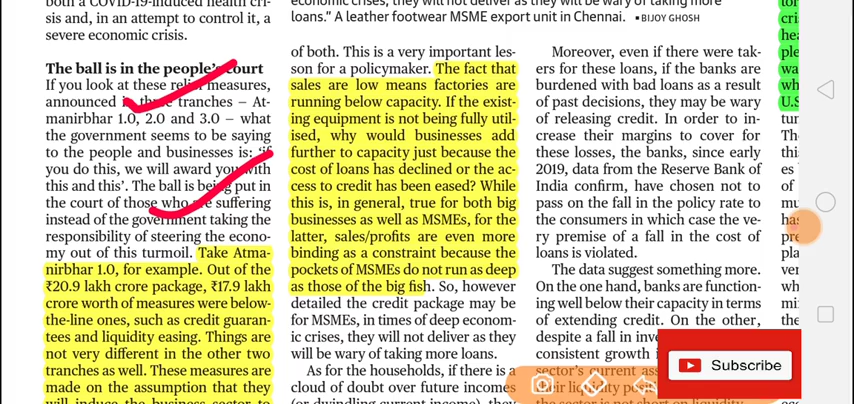 both a COVID-19-induced health cri-
sis and, in an attempt to control it, a
severe economic crisis.
The ball is in the people's court
If you look at these relief measures,
announced in three tranches – At-
manirbhar 1.0, 2.0 and 3.0 – what
the government seems to be saying
to the people and businesses is: 'if
you do this, we will award you with
this and this'. The ball is being put in
the court of those who are suffering
instead of the government taking the
responsibility of steering the econo-
my out of this turmoil. Take Atma-
nirbhar 1.0, for example. Out of the
₹20.9 lakh crore package, ₹17.9 lakh
crore worth of measures were below-
the-line ones, such as credit guaran-
tees and liquidity easing. Things are
not very different in the other two
tranches as well. These measures are
made on the assumption that they
will induce the business sector to
economic crises, they will not deliver as they will be wary of taking more
loans." A leather footwear MSME export unit in Chennai. ▪ BIJOY GHOSH
of both. This is a very important les-
son for a policymaker. The fact that
sales are low means factories are
running below capacity. If the exist-
ing equipment is not being fully util-
ised, why would businesses add
further to capacity just because the
cost of loans has declined or the ac-
cess to credit has been eased? While
this is, in general, true for both big
businesses as well as MSMEs, for the
latter, sales/profits are even more
binding as a constraint because the
pockets of MSMEs do not run as deep
as those of the big fish. So, however
detailed the credit package may be
for MSMEs, in times of deep econom-
ic crises, they will not deliver as they
will be wary of taking more loans.
As for the households, if there is a
cloud of doubt over future incomes
(or dwindling current income), they
Moreover, even if there were tak-
ers for these loans, if the banks are
burdened with bad loans as a result
of past decisions, they may be wary
of releasing credit. In order to in-
crease their margins to cover for
these losses, the banks, since early
2019, data from the Reserve Bank of
India confirm, have chosen not to
pass on the fall in the policy rate to
the consumers in which case the ve-
ry premise of a fall in the cost of
loans is violated.
The data suggest something more.
On the one hand, banks are function-
ing well below their capacity in terms
of extending credit. On the other,
despite a fall in
consistent growth
sector's current
their liquidity
the sector is not short on liquidity
U.S
Subscribe